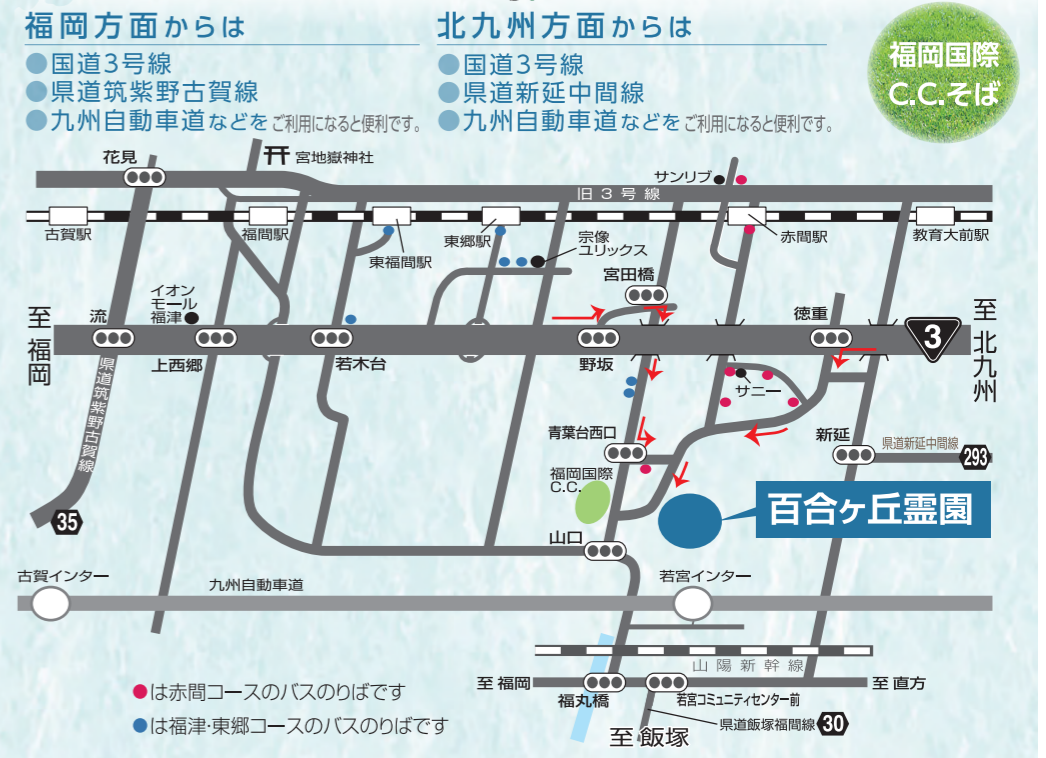 福岡方面からは
●国道3号線
●県道筑紫野古賀線
●九州自動車道などをご利用になると便利です。
北九州方面からは
●国道3号線
●県道新延中間線
●九州自動車道などをご利用になると便利です。
福岡国際
C.C.そば
花見
宮地嶽神社
サンリブ
旧3号線
古賀駅
福間駅
東福間駅
東郷駅
宗像
ユリックス
赤間駅
教育大前駅
宮田橋
イオン
モール
福津
至福岡
流
上西郷
若木台
野坂
徳重
3
至北九州
県道筑紫野古賀線
サニー
青葉台西口
新延
県道新延中間線
293
福岡国際
C.C.
百合ヶ丘霊園
35
山口
古賀インター
九州自動車道
若宮インター
山陽新幹線
●は赤間コースのバスのりばです
●は福津・東郷コースのバスのりばです
至福岡
福丸橋
若宮コミュニティセンター前
至直方
県道飯塚福間線
30
至飯塚